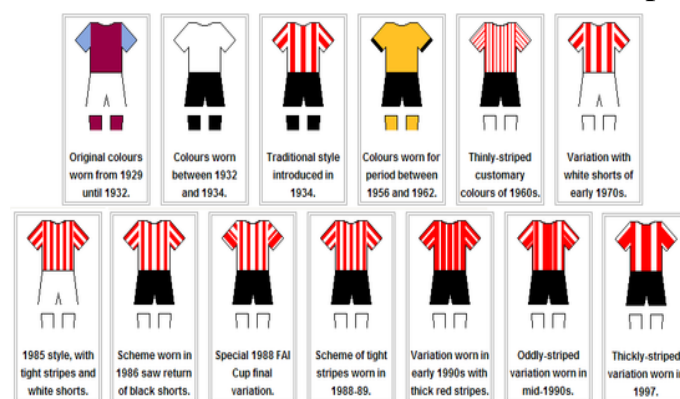 Original colours
worn from 1929
until 1932.
Colours worn
between 1932
and 1934.
Traditional style
introduced in
1934.
Colours worn for
period between
1956 and 1962.
Thinly-striped
customary
colours of 1960s.
Variation with
white shorts of
early 1970s.
1985 style, with
tight stripes and
white shorts.
Scheme worn in
1986 saw return
of black shorts.
Special 1988 FAI
Cup final
variation.
Scheme of tight
stripes worn in
1988-89.
Variation worn in
early 1990s with
thick red stripes.
Oddly-striped
variation worn in
mid-1990s.
Thickly-striped
variation worn in
1997.